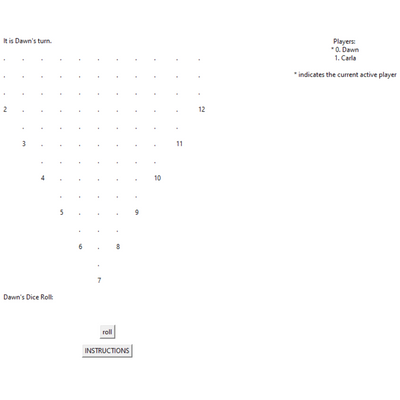 It is Dawn's turn.
. . . . . . . . . . .
. . . . . . . . . . .
. . . . . . . . . . .
2 . . . . . . . . . 12
. . . . . . . . .
3 . . . . . . . 11
. . . . . . .
4 . . . . . 10
. . . . .
5 . . . 9
. . .
6 . 8
.
7
Dawn's Dice Roll:
roll
INSTRUCTIONS
Players:
* 0. Dawn
1. Carla
* indicates the current active player